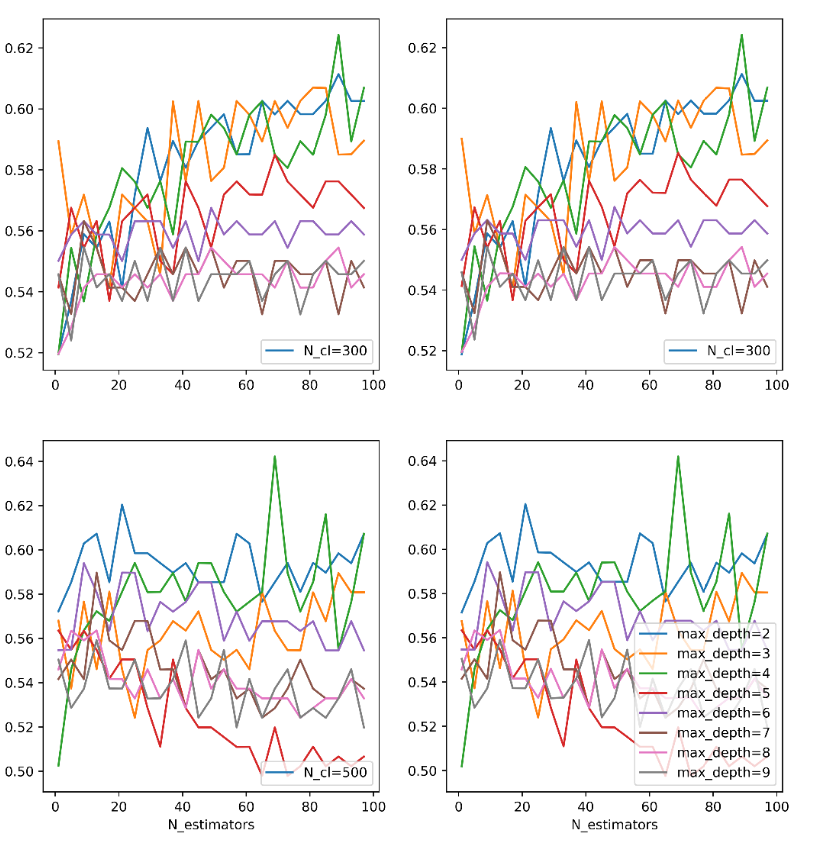 0.62
0.60
0.58
0.56
0.54
0.52
0 20 40 60 80 100
N_cl=300
0.62
0.60
0.58
0.56
0.54
0.52
0 20 40 60 80 100
N_cl=300
0.64
0.62
0.60
0.58
0.56
0.54
0.52
0.50
0 20 40 60 80 100
N_estimators
N_cl=500
0.64
0.62
0.60
0.58
0.56
0.54
0.52
0.50
0 20 40 60 80 100
N_estimators
max_depth=2
max_depth=3
max_depth=4
max_depth=5
max_depth=6
max_depth=7
max_depth=8
max_depth=9